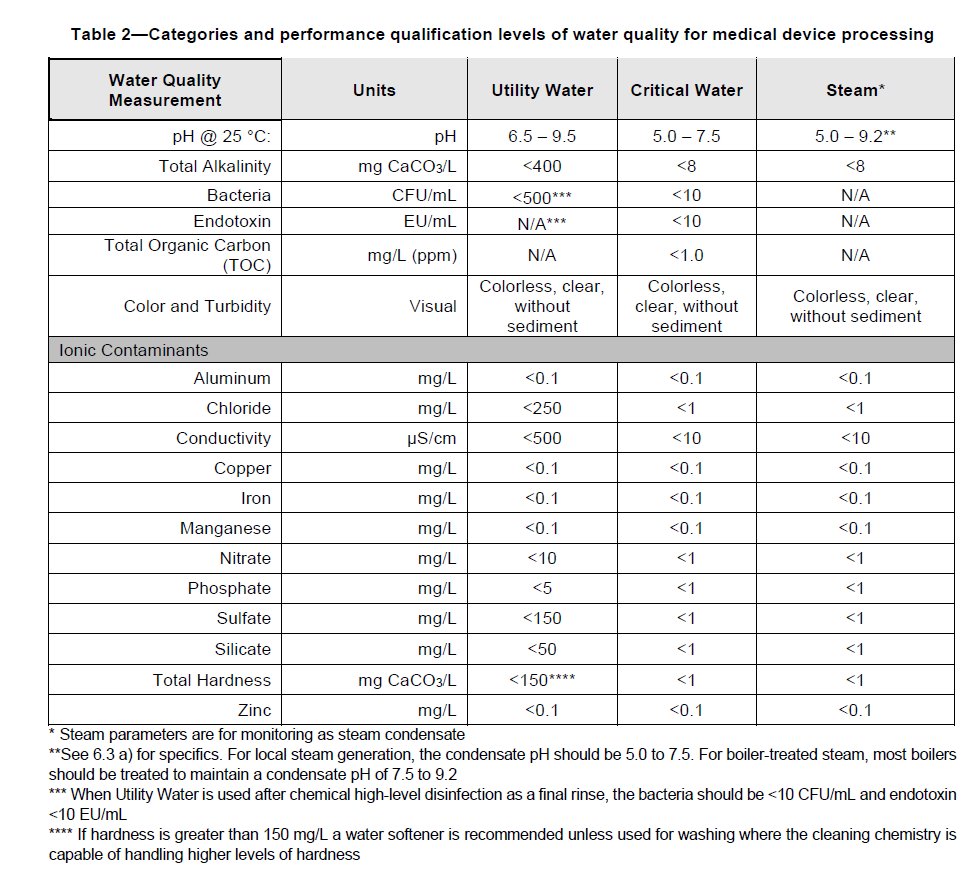 Table 2—Categories and performance qualification levels of water quality for medical device processing
Water Quality Measurement Units Utility Water Critical Water Steam*
pH @ 25 °C: pH 6.5 – 9.5 5.0 – 7.5 5.0 – 9.2**
Total Alkalinity mg CaCO3/L <400 <8 <8
Bacteria CFU/mL <500*** <10 N/A
Endotoxin EU/mL N/A*** <10 N/A
Total Organic Carbon (TOC) mg/L (ppm) N/A <1.0 N/A
Color and Turbidity Visual Colorless, clear, without sediment Colorless, clear, without sediment Colorless, clear, without sediment
Ionic Contaminants
Aluminum mg/L <0.1 <0.1 <0.1
Chloride mg/L <250 <1 <1
Conductivity µS/cm <500 <10 <10
Copper mg/L <0.1 <0.1 <0.1
Iron mg/L <0.1 <0.1 <0.1
Manganese mg/L <0.1 <0.1 <0.1
Nitrate mg/L <10 <1 <1
Phosphate mg/L <5 <1 <1
Sulfate mg/L <150 <1 <1
Silicate mg/L <50 <1 <1
Total Hardness mg CaCO3/L <150**** <1 <1
Zinc mg/L <0.1 <0.1 <0.1
* Steam parameters are for monitoring as steam condensate
**See 6.3 a) for specifics. For local steam generation, the condensate pH should be 5.0 to 7.5. For boiler-treated steam, most boilers
should be treated to maintain a condensate pH of 7.5 to 9.2
*** When Utility Water is used after chemical high-level disinfection as a final rinse, the bacteria should be <10 CFU/mL and endotoxin
<10 EU/mL
**** If hardness is greater than 150 mg/L a water softener is recommended unless used for washing where the cleaning chemistry is
capable of handling higher levels of hardness